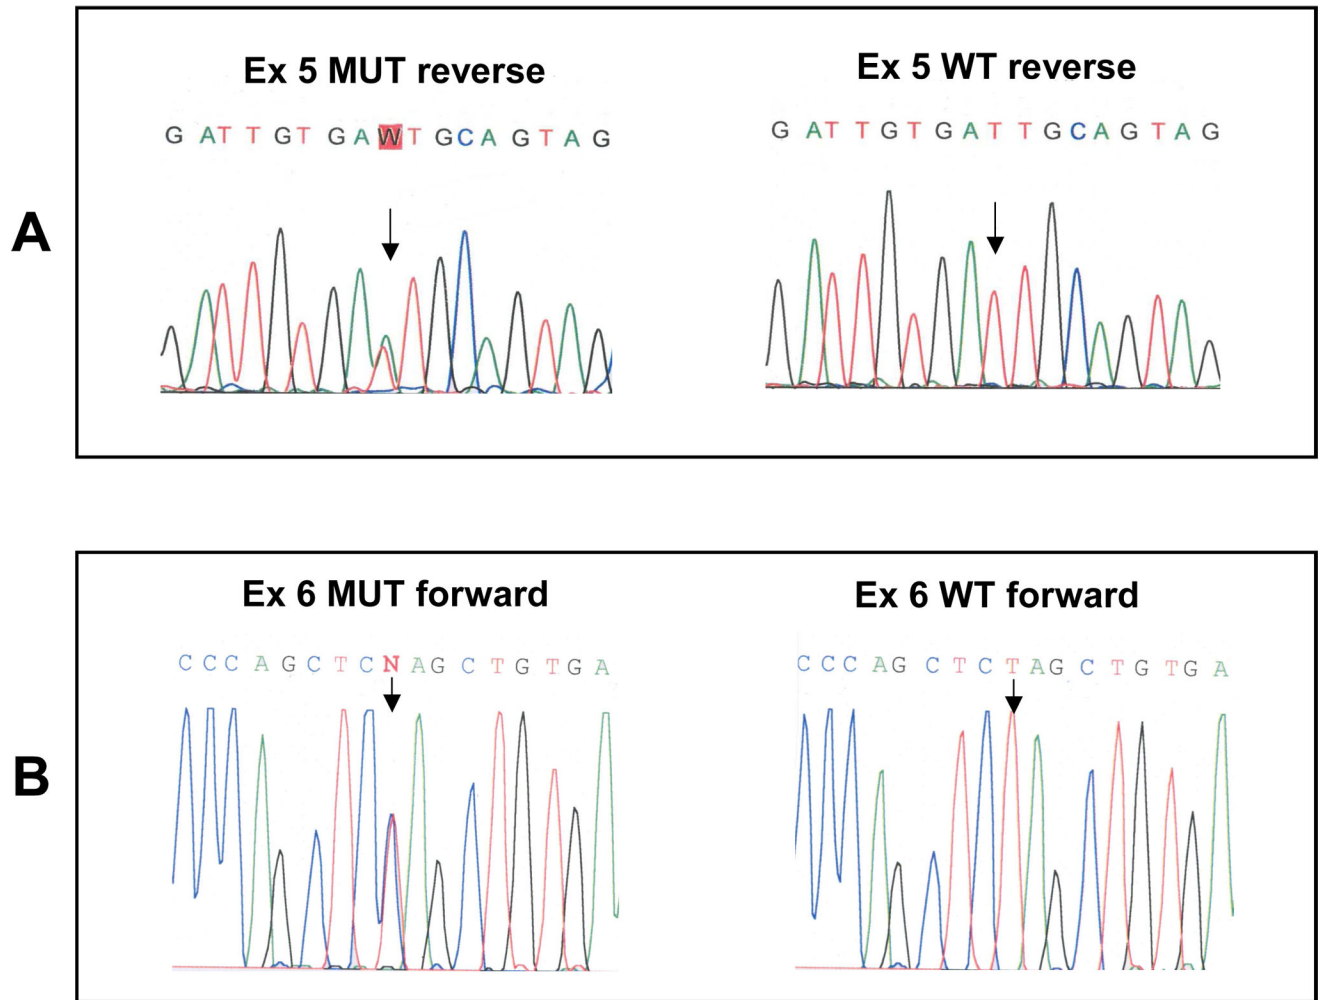 A
Ex 5 MUT reverse
G A T T G T G A W T G C A G T A G
Ex 5 WT reverse
G A T T G T G A T T G C A G T A G
B
Ex 6 MUT forward
C C C A G C T C N A G C T G T G A
Ex 6 WT forward
C C C A G C T C T A G C T G T G A